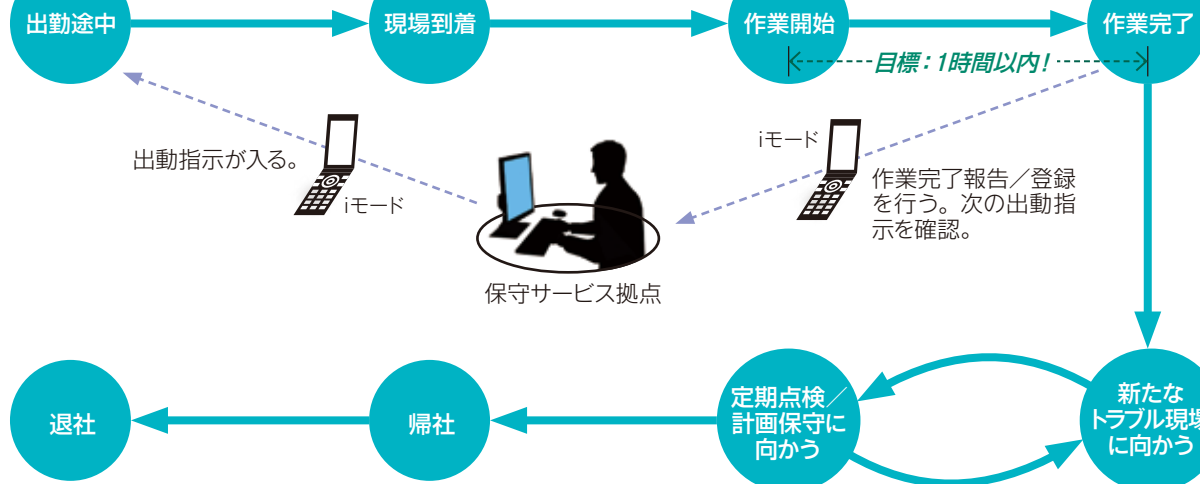 出勤途中
現場到着
作業開始
作業完了
目標:1時間以内!
出動指示が入る。
iモード
iモード
作業完了報告/登録
を行う。次の出動指
示を確認。
保守サービス拠点
退社
帰社
定期点検/
計画保守に
向かう
新たな
トラブル現場
に向かう